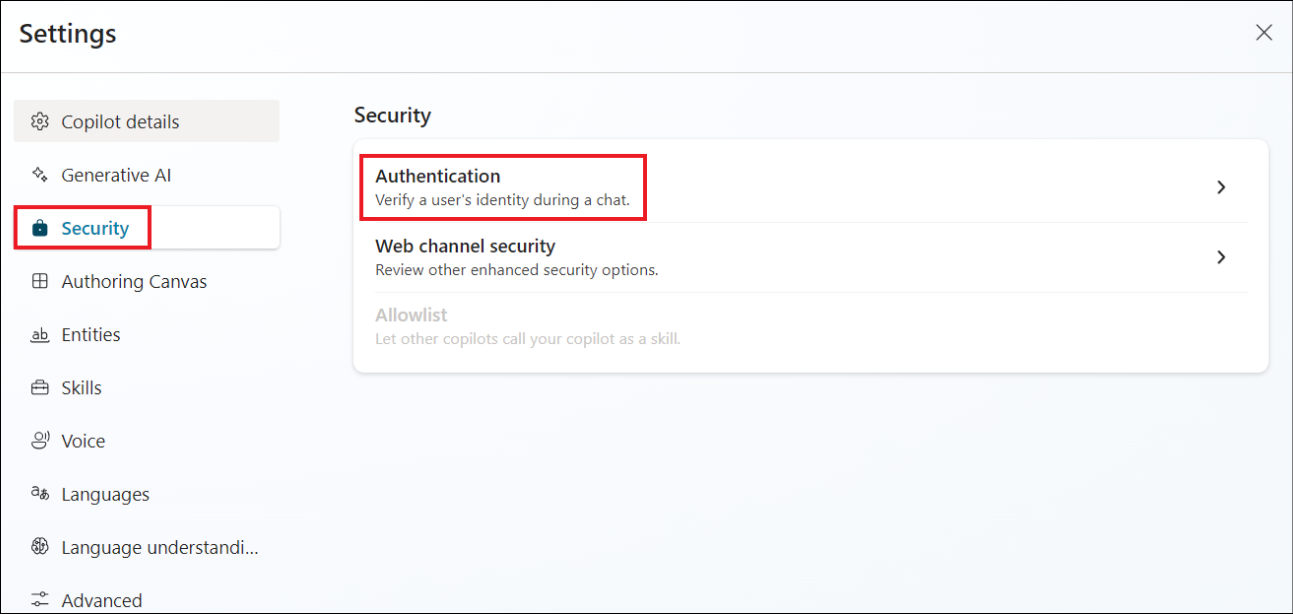 Settings
Copilot details
Generative AI
Security
Authoring Canvas
Entities
Skills
Voice
Languages
Language understandi...
Advanced
Security
Authentication
Verify a user's identity during a chat.
Web channel security
Review other enhanced security options.
Allowlist
Let other copilots call your copilot as a skill.